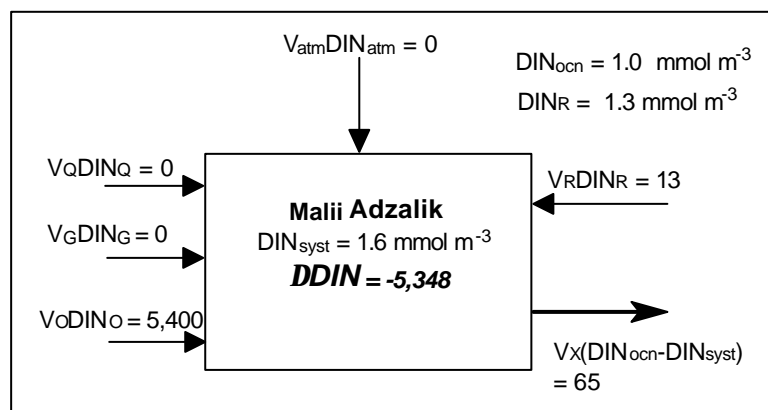 VatmDINatm = 0
DINocn = 1.0 mmol m-3
DINR = 1.3 mmol m-3
VQDINQ = 0
VRDINR = 13
Malii Adzalik
DINsyst = 1.6 mmol m-3
VGDING = 0
DDIN = -5,348
VODINO = 5,400
VX(DINocn-DINsyst)
= 65